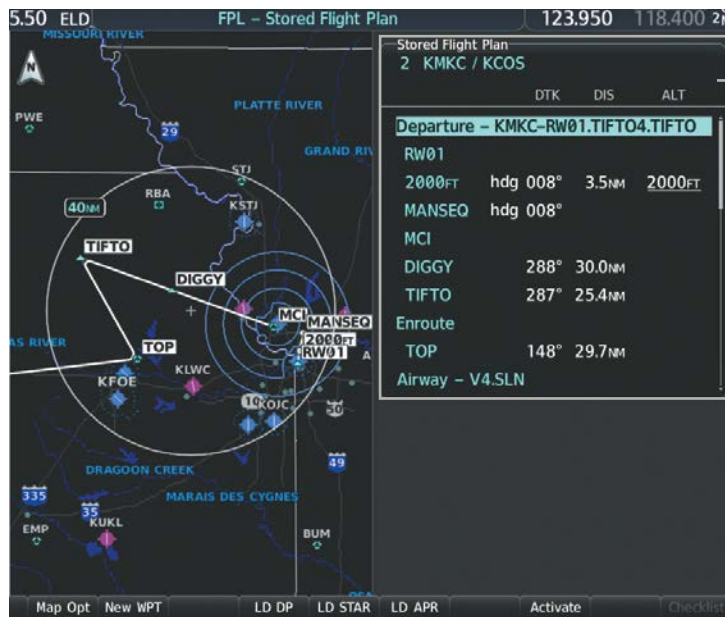 5.50 ELD FPL – Stored Flight Plan 123.950 118.400
MISSOURI RIVER
N
PWE
29
PLATTE RIVER
GRAND RIV
STJ
RBA
KSTJ
40NM
TIFTO
DIGGY
MCI
MANSEQ
2000FT
RW01
AS RIVER
TOP
KLWC
KFOE
10
KOJC
50
DRAGOON CREEK
49
335
MARAIS DES CYGNES
35
KUKL
EMP
BUM
Stored Flight Plan
2 KMKC / KCOS
DTK DIS ALT
Departure – KMKC–RW01.TIFTO4.TIFTO
RW01
2000FT hdg 008° 3.5NM 2000FT
MANSEQ hdg 008°
MCI
DIGGY 288° 30.0NM
TIFTO 287° 25.4NM
Enroute
TOP 148° 29.7NM
Airway – V4.SLN
Map Opt New WPT LD DP LD STAR LD APR Activate Checklist